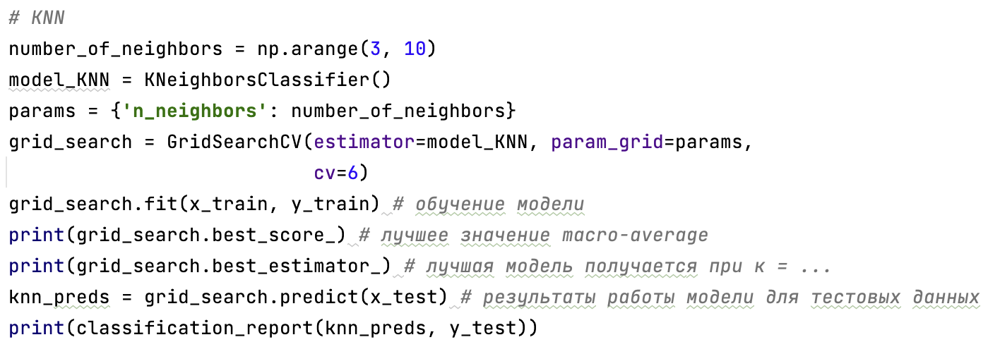 # KNN
number_of_neighbors = np.arange(3, 10)
model_KNN = KNeighborsClassifier()
params = {'n_neighbors': number_of_neighbors}
grid_search = GridSearchCV(estimator=model_KNN, param_grid=params,
                           cv=6)
grid_search.fit(x_train, y_train) # обучение модели
print(grid_search.best_score_) # лучшее значение macro-average
print(grid_search.best_estimator_) # лучшая модель получается при к = ...
knn_preds = grid_search.predict(x_test) # результаты работы модели для тестовых данных
print(classification_report(knn_preds, y_test))